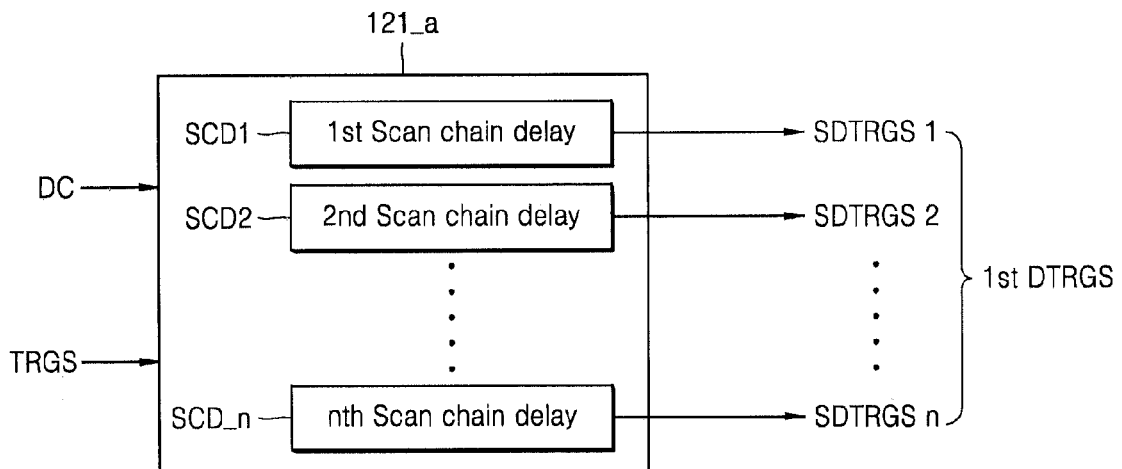 121_a
SCD1
1st Scan chain delay
SDTRGS 1
DC
SCD2
2nd Scan chain delay
SDTRGS 2
1st DTRGS
TRGS
SCD_n
nth Scan chain delay
SDTRGS n